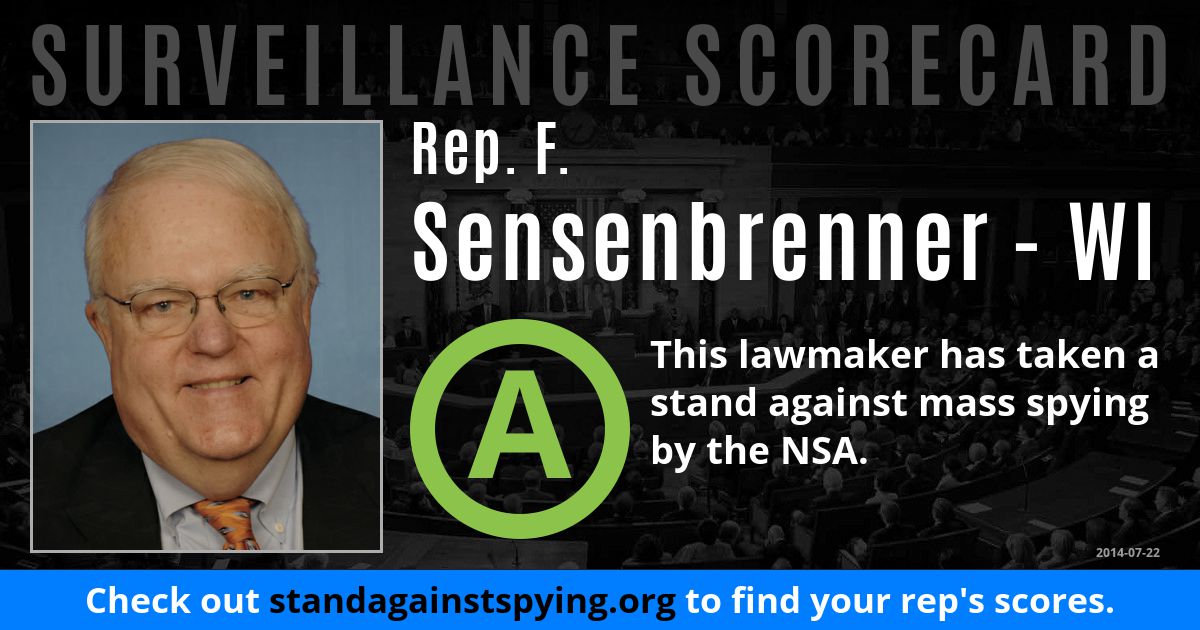 SURVEILLANCE SCORECARD
Rep. F.
Sensenbrenner - WI
A
This lawmaker has taken a
stand against mass spying
by the NSA.
2014-07-22
Check out standagainstspying.org to find your rep's scores.